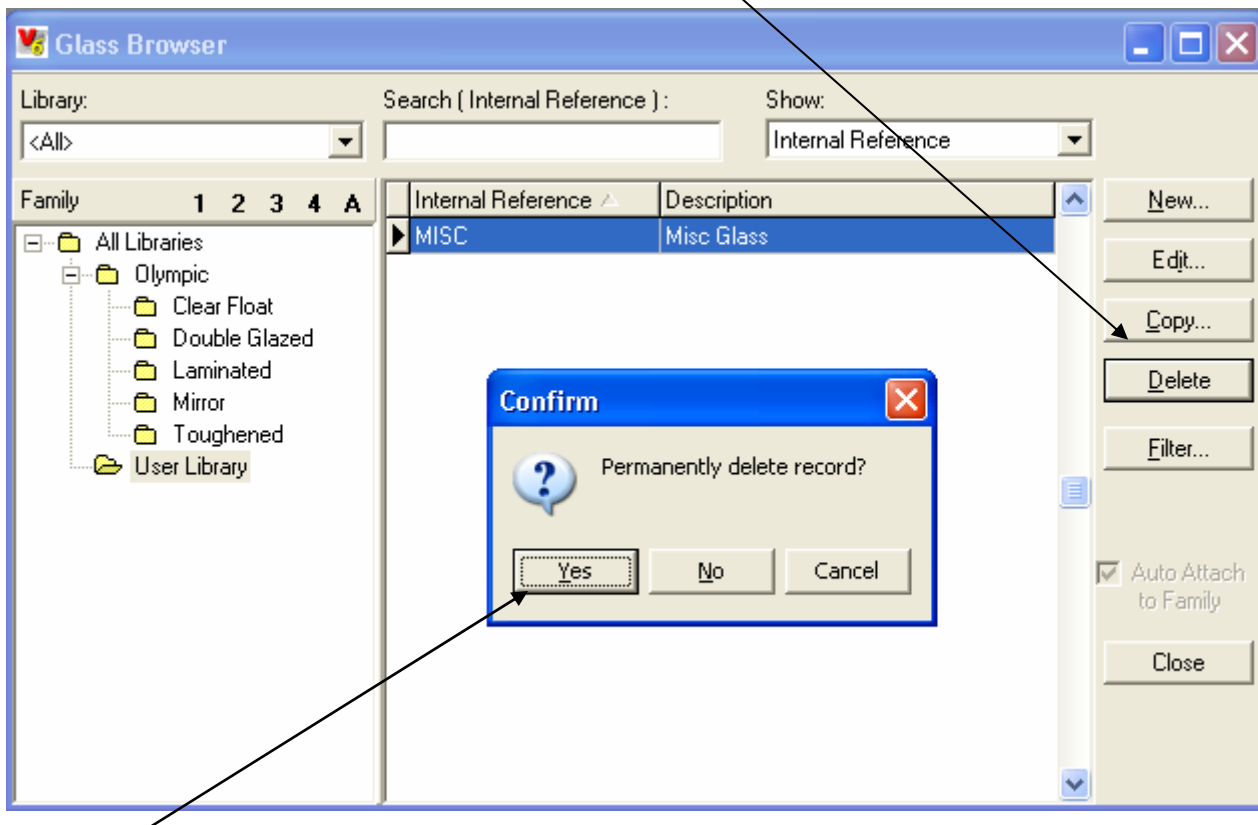 Glass Browser
Library:
Search ( Internal Reference ) :
Show:
<All>
Internal Reference
Family 1 2 3 4 A
Internal Reference
Description
MISC
Misc Glass
All Libraries
Olympic
Clear Float
Double Glazed
Laminated
Mirror
Toughened
User Library
Confirm
Permanently delete record?
Yes
No
Cancel
New...
Edit...
Copy...
Delete
Filter...
Auto Attach
to Family
Close